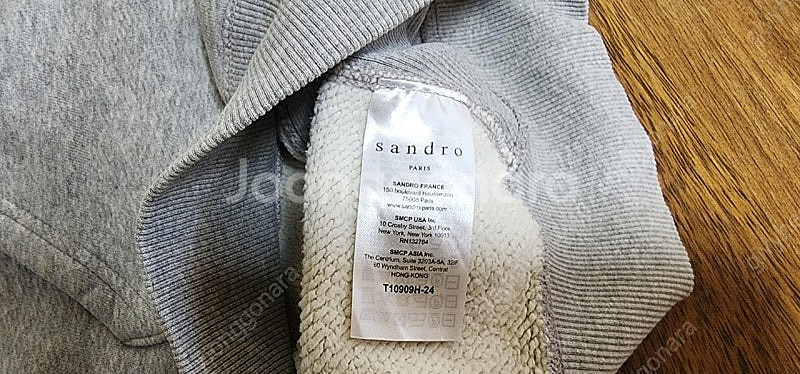 sandro
PARIS
SANDRO FRANCE
150 boulevard Haussmann
75008 Paris
www.sandro-paris.com
SMCP USA Inc
10 Crosby Street, 3rd Floor
New York, New York 10013
RN132784
SMCP ASIA Inc.
The Centrium, Suite 3203A-5A, 32/F
60 Wyndham Street, Central
HONG-KONG
T10909H-24